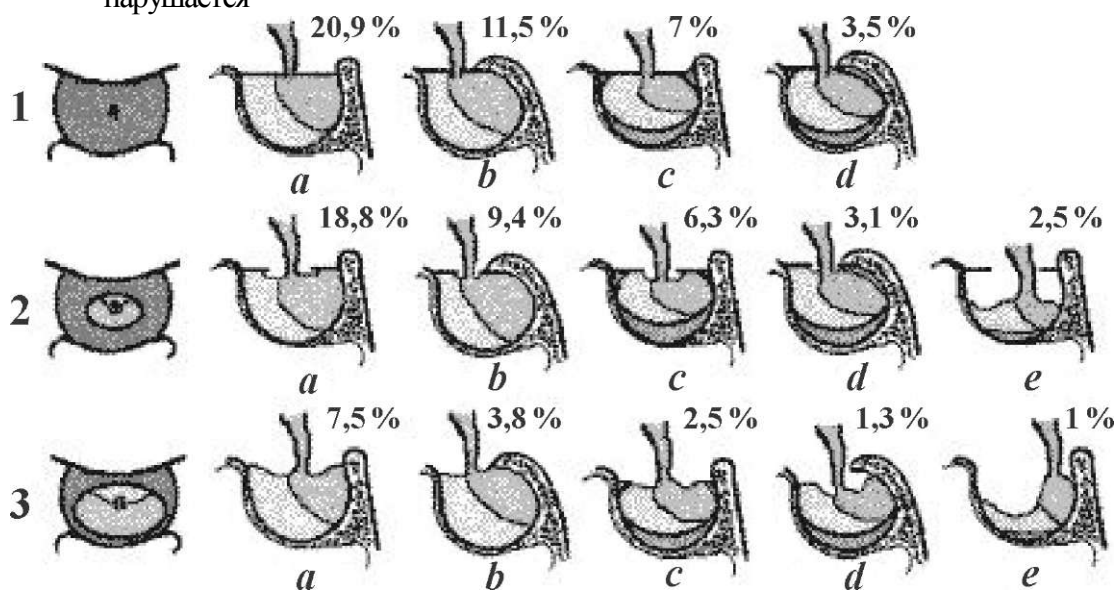 нарушается
20,9 % 11,5 % 7 % 3,5 %
1
a b c d
18,8 % 9,4 % 6,3 % 3,1 % 2,5 %
2
a b c d e
7,5 % 3,8 % 2,5 % 1,3 % 1 %
3
a b c d e